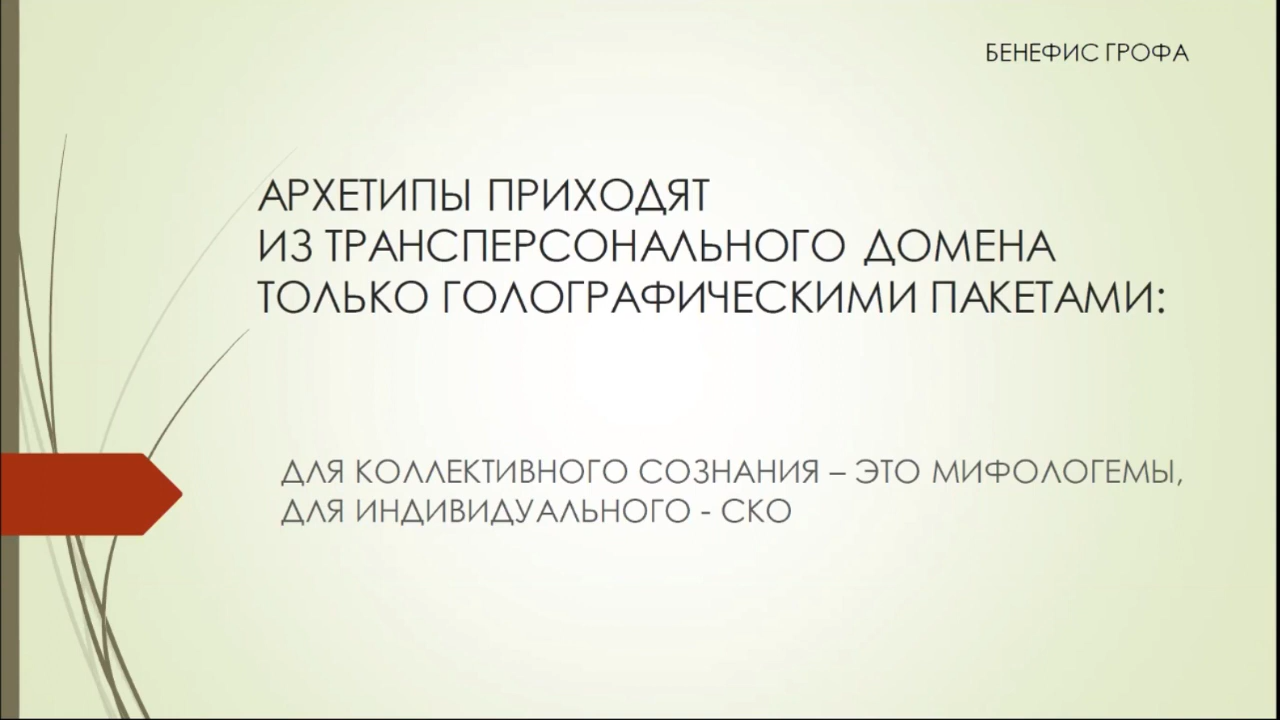 БЕНЕФИС ГРОФА
АРХЕТИПЫ ПРИХОДЯТ
ИЗ ТРАНСПЕРСОНАЛЬНОГО ДОМЕНА
ТОЛЬКО ГОЛОГРАФИЧЕСКИМИ ПАКЕТАМИ:
ДЛЯ КОЛЛЕКТИВНОГО СОЗНАНИЯ – ЭТО МИФОЛОГЕМЫ,
ДЛЯ ИНДИВИДУАЛЬНОГО - СКО